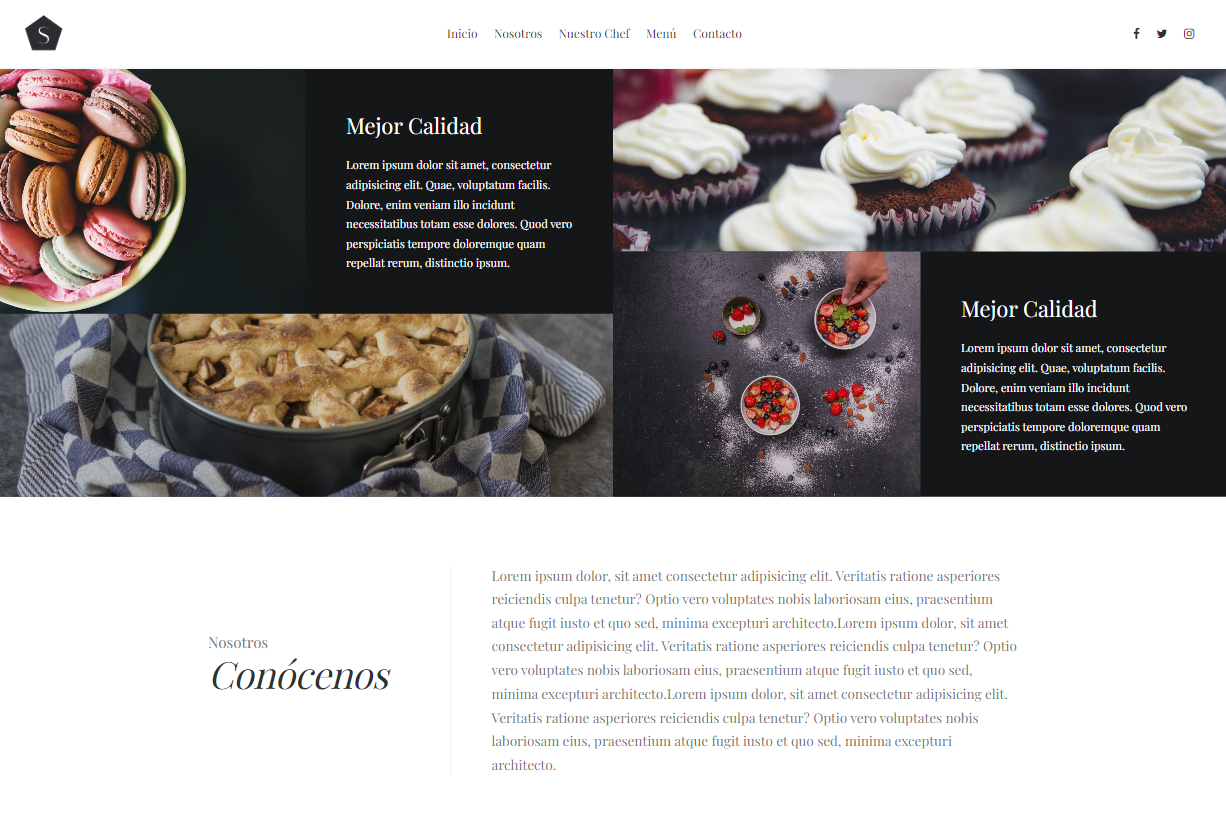 S
Inicio Nosotros Nuestro Chef Menú Contacto
Mejor Calidad
Lorem ipsum dolor sit amet, consectetur
adipisicing elit. Quae, voluptatum facilis.
Dolore, enim veniam illo incidunt
necessitatibus totam esse dolores. Quod vero
perspiciatis tempore doloremque quam
repellat rerum, distinctio ipsum.
Mejor Calidad
Lorem ipsum dolor sit amet, consectetur
adipisicing elit. Quae, voluptatum facilis.
Dolore, enim veniam illo incidunt
necessitatibus totam esse dolores. Quod vero
perspiciatis tempore doloremque quam
repellat rerum, distinctio ipsum.
Nosotros
Conócenos
Lorem ipsum dolor, sit amet consectetur adipisicing elit. Veritatis ratione asperiores
reiciendis culpa tenetur? Optio vero voluptates nobis laboriosam eius, praesentium
atque fugit iusto et quo sed, minima excepturi architecto.Lorem ipsum dolor, sit amet
consectetur adipisicing elit. Veritatis ratione asperiores reiciendis culpa tenetur? Optio
vero voluptates nobis laboriosam eius, praesentium atque fugit iusto et quo sed,
minima excepturi architecto.Lorem ipsum dolor, sit amet consectetur adipisicing elit.
Veritatis ratione asperiores reiciendis culpa tenetur? Optio vero voluptates nobis
laboriosam eius, praesentium atque fugit iusto et quo sed, minima excepturi
architecto.